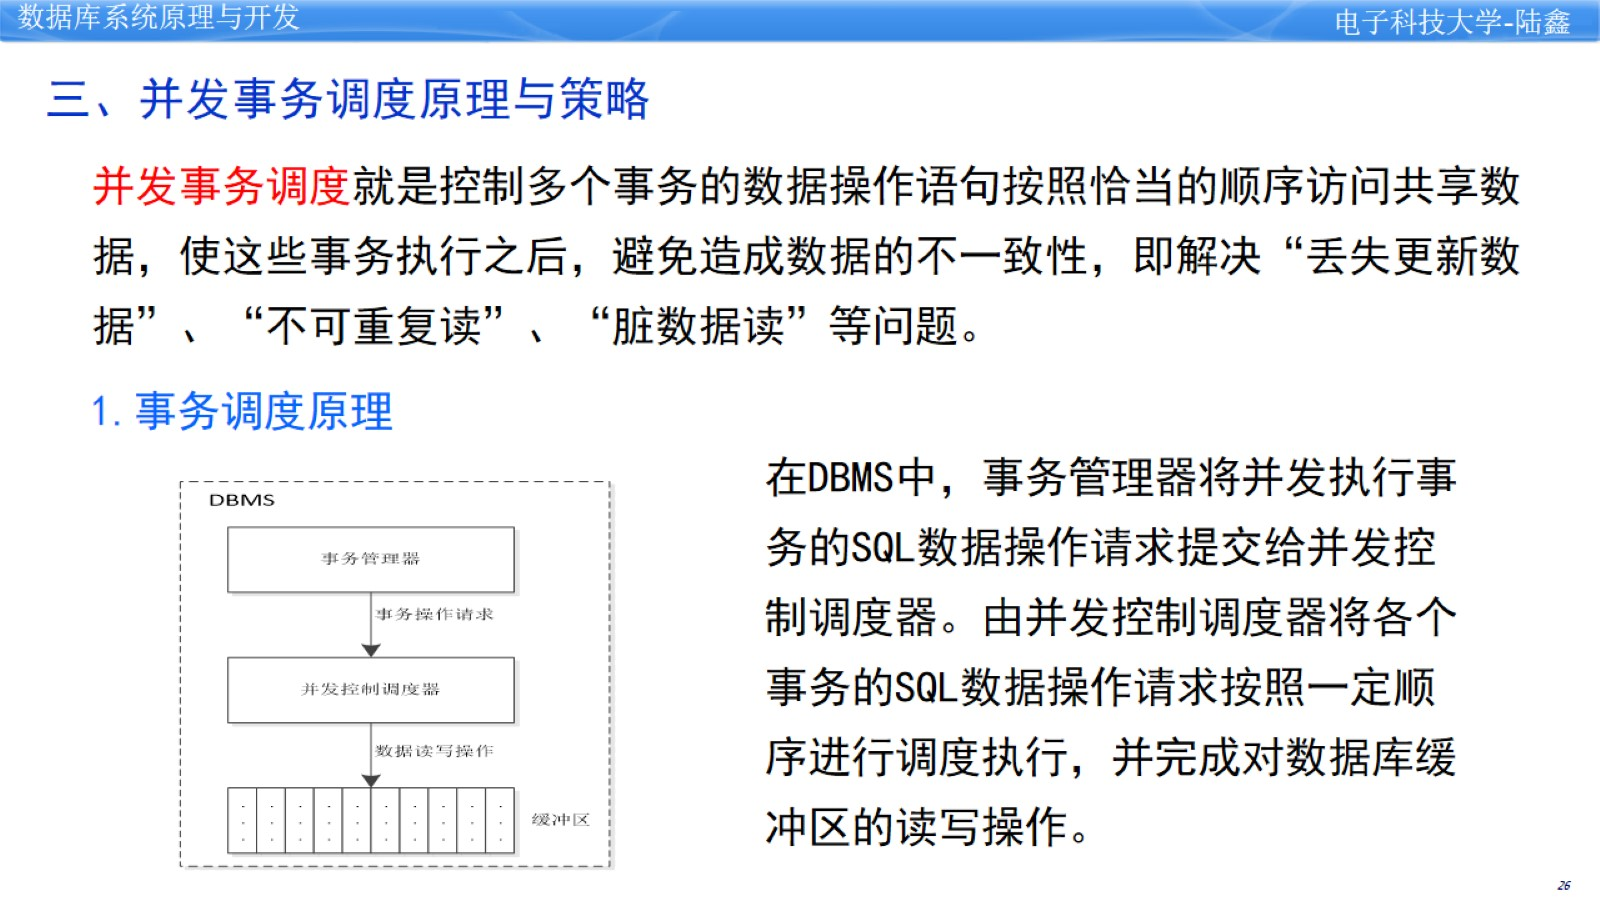 数据库系统原理与开发
电子科技大学-陆鑫
三、并发事务调度原理与策略
并发事务调度就是控制多个事务的数据操作语句按照恰当的顺序访问共享数
据，使这些事务执行之后，避免造成数据的不一致性，即解决“丢失更新数
据”、“不可重复读”、“脏数据读”等问题。
1.事务调度原理
DBMS
事务管理器
事务操作请求
并发控制调度器
数据读写操作
缓冲区
在DBMS中，事务管理器将并发执行事
务的SQL数据操作请求提交给并发控
制调度器。由并发控制调度器将各个
事务的SQL数据操作请求按照一定顺
序进行调度执行，并完成对数据库缓
冲区的读写操作。
26